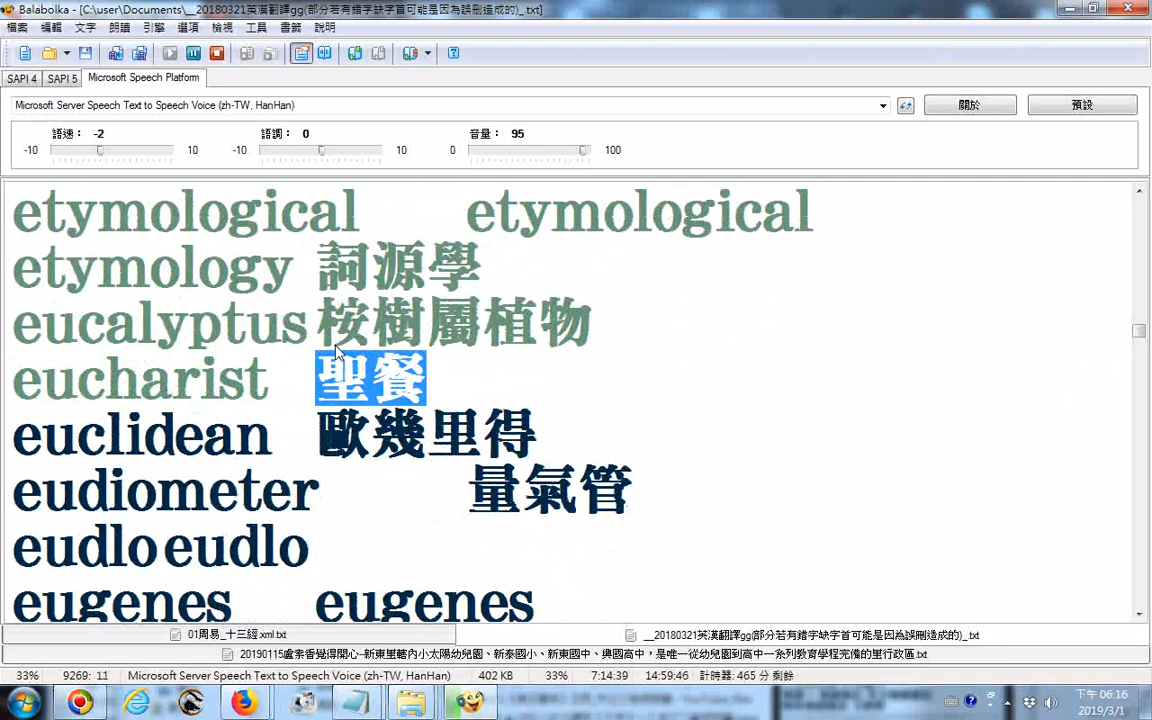 Balabolka - [C:\user\Documents\__20180321英漢翻譯gg(部分若有錯字缺字首可能是因為誤刪造成的)_.txt]
檔案 編輯 文字 朗讀 引擎 選項 檢視 工具 書籤 說明
SAPI 4 SAPI 5 Microsoft Speech Platform
Microsoft Server Speech Text to Speech Voice (zh-TW, HanHan) 關於 預設
語速： -2 語調： 0 音量： 95
-10 10 -10 10 0 100
etymological etymological
etymology 詞源學
eucalyptus 桉樹屬植物
eucharist 聖餐
euclidean 歐幾里得
eudiometer 量氣管
eudlo eudlo
eugenes eugenes
01周易_十三經.xml.txt __20180321英漢翻譯gg(部分若有錯字缺字首可能是因為誤刪造成的)_.txt
20190115盧素香覺得開心-新東里轄內小太陽幼兒園、新泰國小、新東國中、興國高中，是唯一從幼兒園到高中一系列教育學程完備的里行政區.txt
33% 9269: 11 Microsoft Server Speech Text to Speech Voice (zh-TW, HanHan) 402 KB 33% 7:14:39 14:59:46 計時器: 465 分 剩餘
下午 06:16
2019/3/1